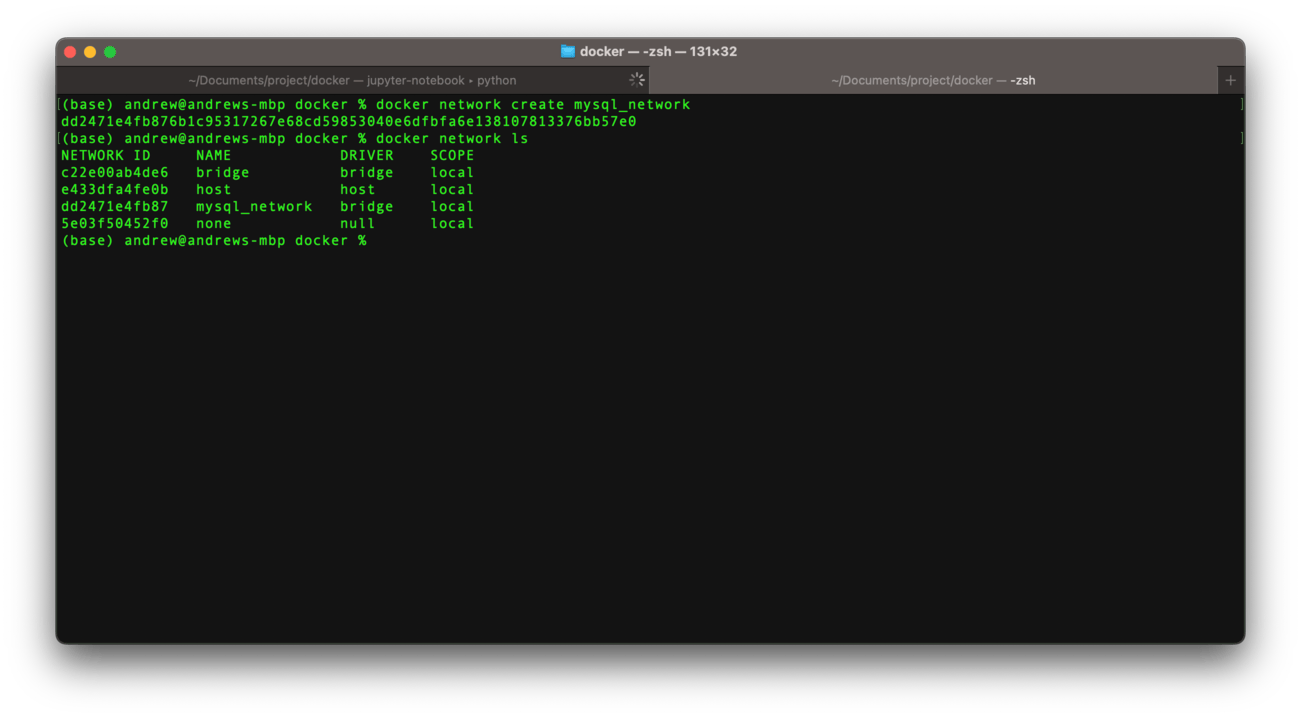 docker — -zsh — 131×32
~/Documents/project/docker — jupyter-notebook • python
~/Documents/project/docker — -zsh
[(base) andrew@andrews-mbp docker % docker network create mysql_network ]
dd2471e4fb876b1c95317267e68cd59853040e6dfbfa6e138107813376bb57e0
[(base) andrew@andrews-mbp docker % docker network ls ]
NETWORK ID NAME DRIVER SCOPE
c22e00ab4de6 bridge bridge local
e433dfa4fe0b host host local
dd2471e4fb87 mysql_network bridge local
5e03f50452f0 none null local
(base) andrew@andrews-mbp docker %